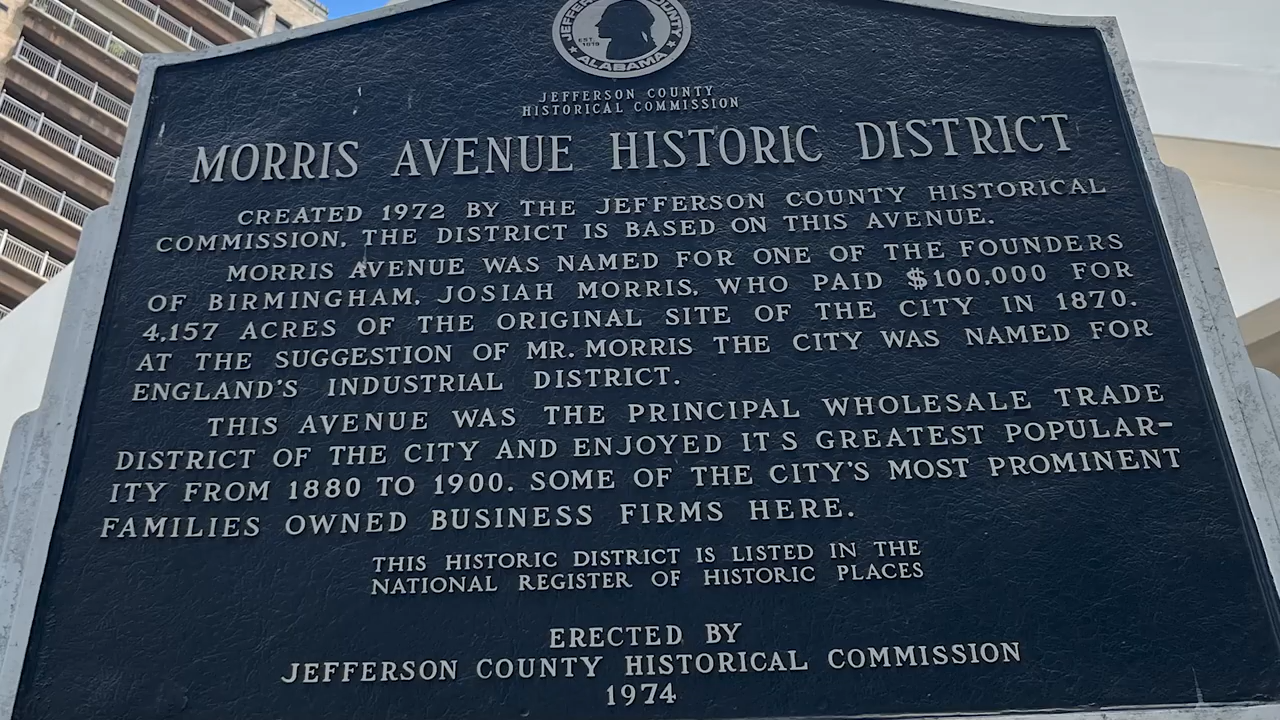 JEFFERSON COUNTY
EST. 1819
ALABAMA
JEFFERSON COUNTY
HISTORICAL COMMISSION
MORRIS AVENUE HISTORIC DISTRICT
CREATED 1972 BY THE JEFFERSON COUNTY HISTORICAL
COMMISSION, THE DISTRICT IS BASED ON THIS AVENUE.
MORRIS AVENUE WAS NAMED FOR ONE OF THE FOUNDERS
OF BIRMINGHAM, JOSIAH MORRIS, WHO PAID $100,000 FOR
4,157 ACRES OF THE ORIGINAL SITE OF THE CITY IN 1870.
AT THE SUGGESTION OF MR. MORRIS THE CITY WAS NAMED FOR
ENGLAND'S INDUSTRIAL DISTRICT.
THIS AVENUE WAS THE PRINCIPAL WHOLESALE TRADE
DISTRICT OF THE CITY AND ENJOYED IT'S GREATEST POPULAR-
ITY FROM 1880 TO 1900. SOME OF THE CITY'S MOST PROMINENT
FAMILIES OWNED BUSINESS FIRMS HERE.
THIS HISTORIC DISTRICT IS LISTED IN THE
NATIONAL REGISTER OF HISTORIC PLACES
ERECTED BY
JEFFERSON COUNTY HISTORICAL COMMISSION
1974